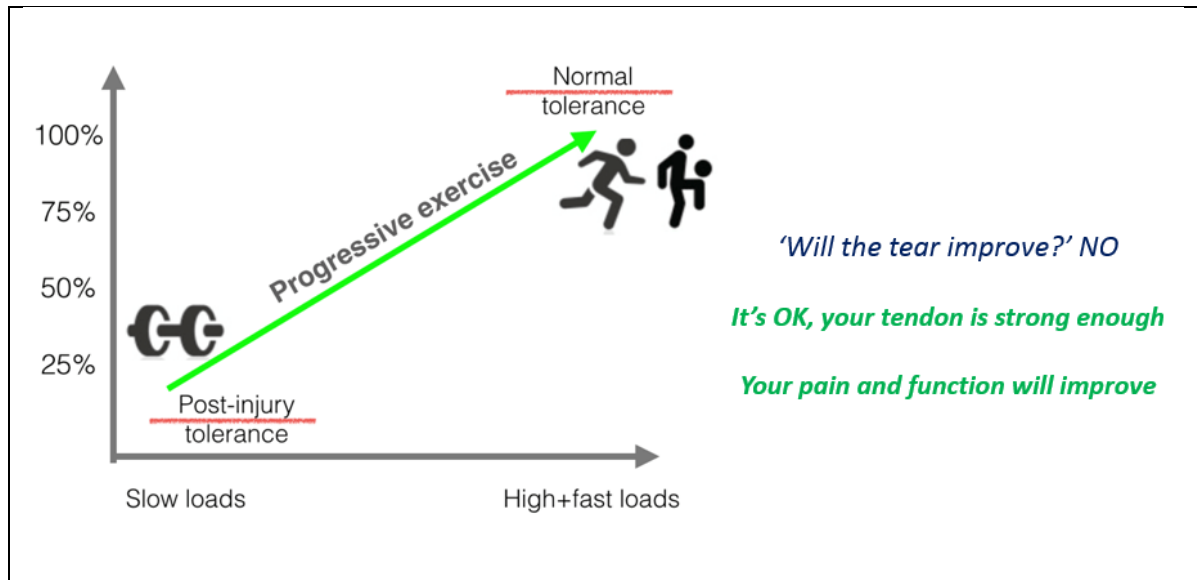 Normal
tolerance
100%
75%
50%
25%
Progressive exercise
Post-injury
tolerance
Slow loads
High+fast loads
‘Will the tear improve?’ NO
It’s OK, your tendon is strong enough
Your pain and function will improve